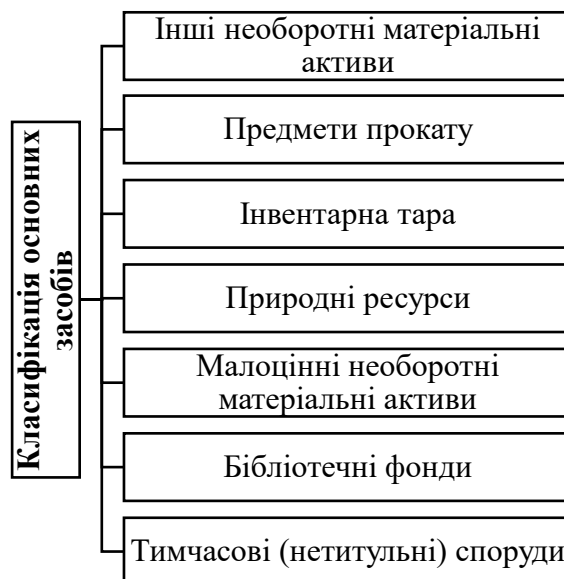 Класифікація основних
засобів
Інші необоротні матеріальні
активи
Предмети прокату
Інвентарна тара
Природні ресурси
Малоцінні необоротні
матеріальні активи
Бібліотечні фонди
Тимчасові (нетитульні) споруди